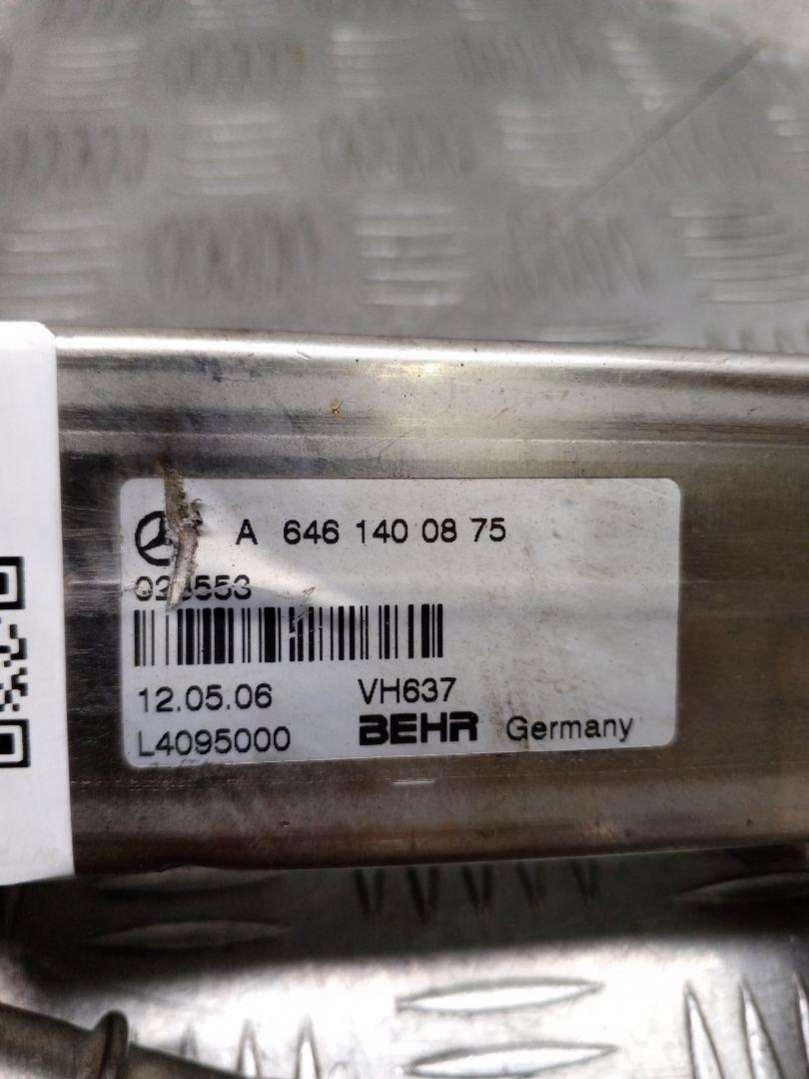 A 646 140 08 75
12.05.06 VH637
L4095000 BEHR Germany